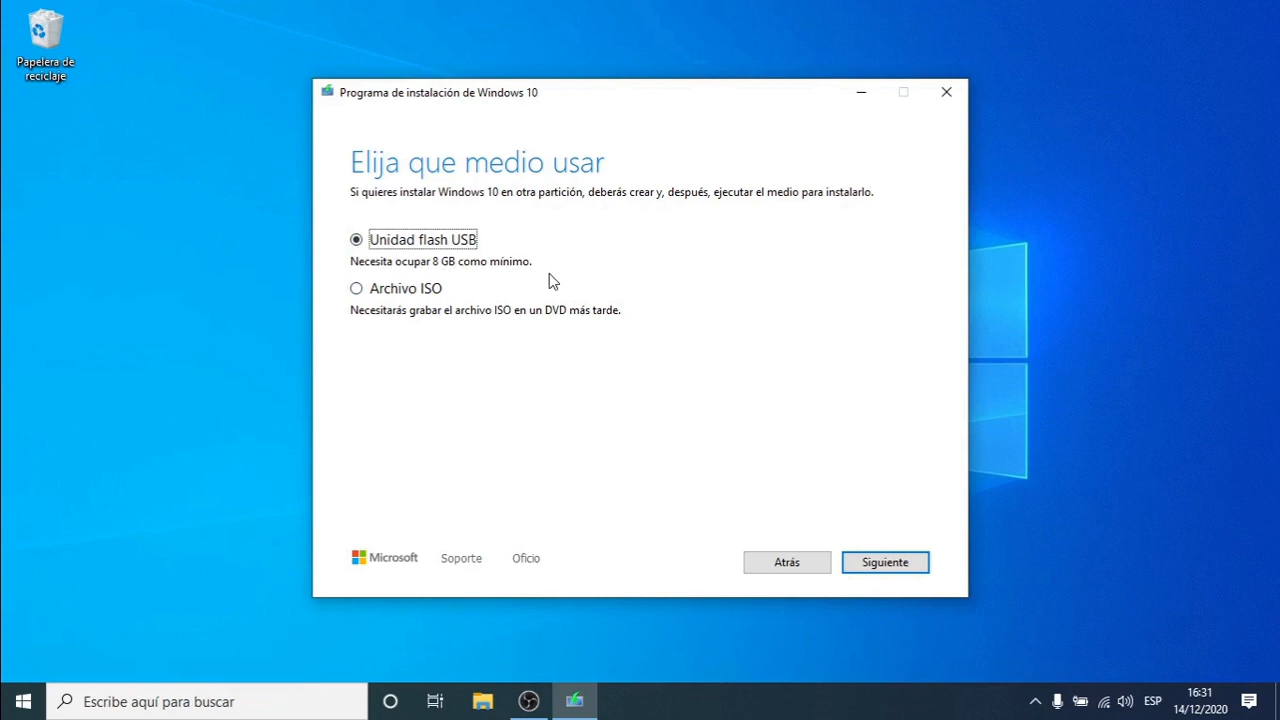 Papelera de
reciclaje
Programa de instalación de Windows 10
Elija que medio usar
Si quieres instalar Windows 10 en otra partición, deberás crear y, después, ejecutar el medio para instalarlo.
Unidad flash USB
Necesita ocupar 8 GB como mínimo.
Archivo ISO
Necesitarás grabar el archivo ISO en un DVD más tarde.
Microsoft
Soporte
Oficio
Atrás
Siguiente
Escribe aquí para buscar
ESP
16:31
14/12/2020